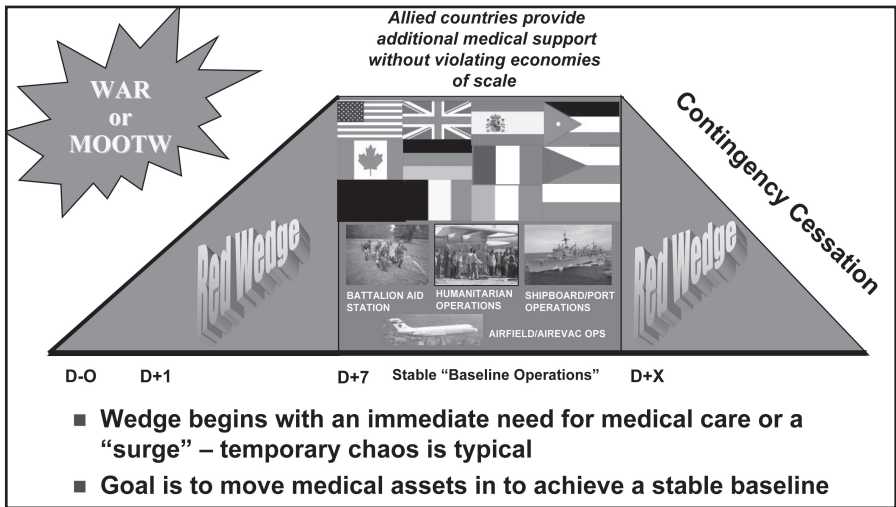 Allied countries provide
additional medical support
without violating economies
of scale
WAR
or
MOOTW
Contingency Cessation
Red Wedge
Red Wedge
BATTALION AID
STATION
HUMANITARIAN
OPERATIONS
SHIPBOARD/PORT
OPERATIONS
AIRFIELD/AIREVAC OPS
D-O
D+1
D+7
Stable “Baseline Operations”
D+X
■ Wedge begins with an immediate need for medical care or a
“surge” – temporary chaos is typical
■ Goal is to move medical assets in to achieve a stable baseline